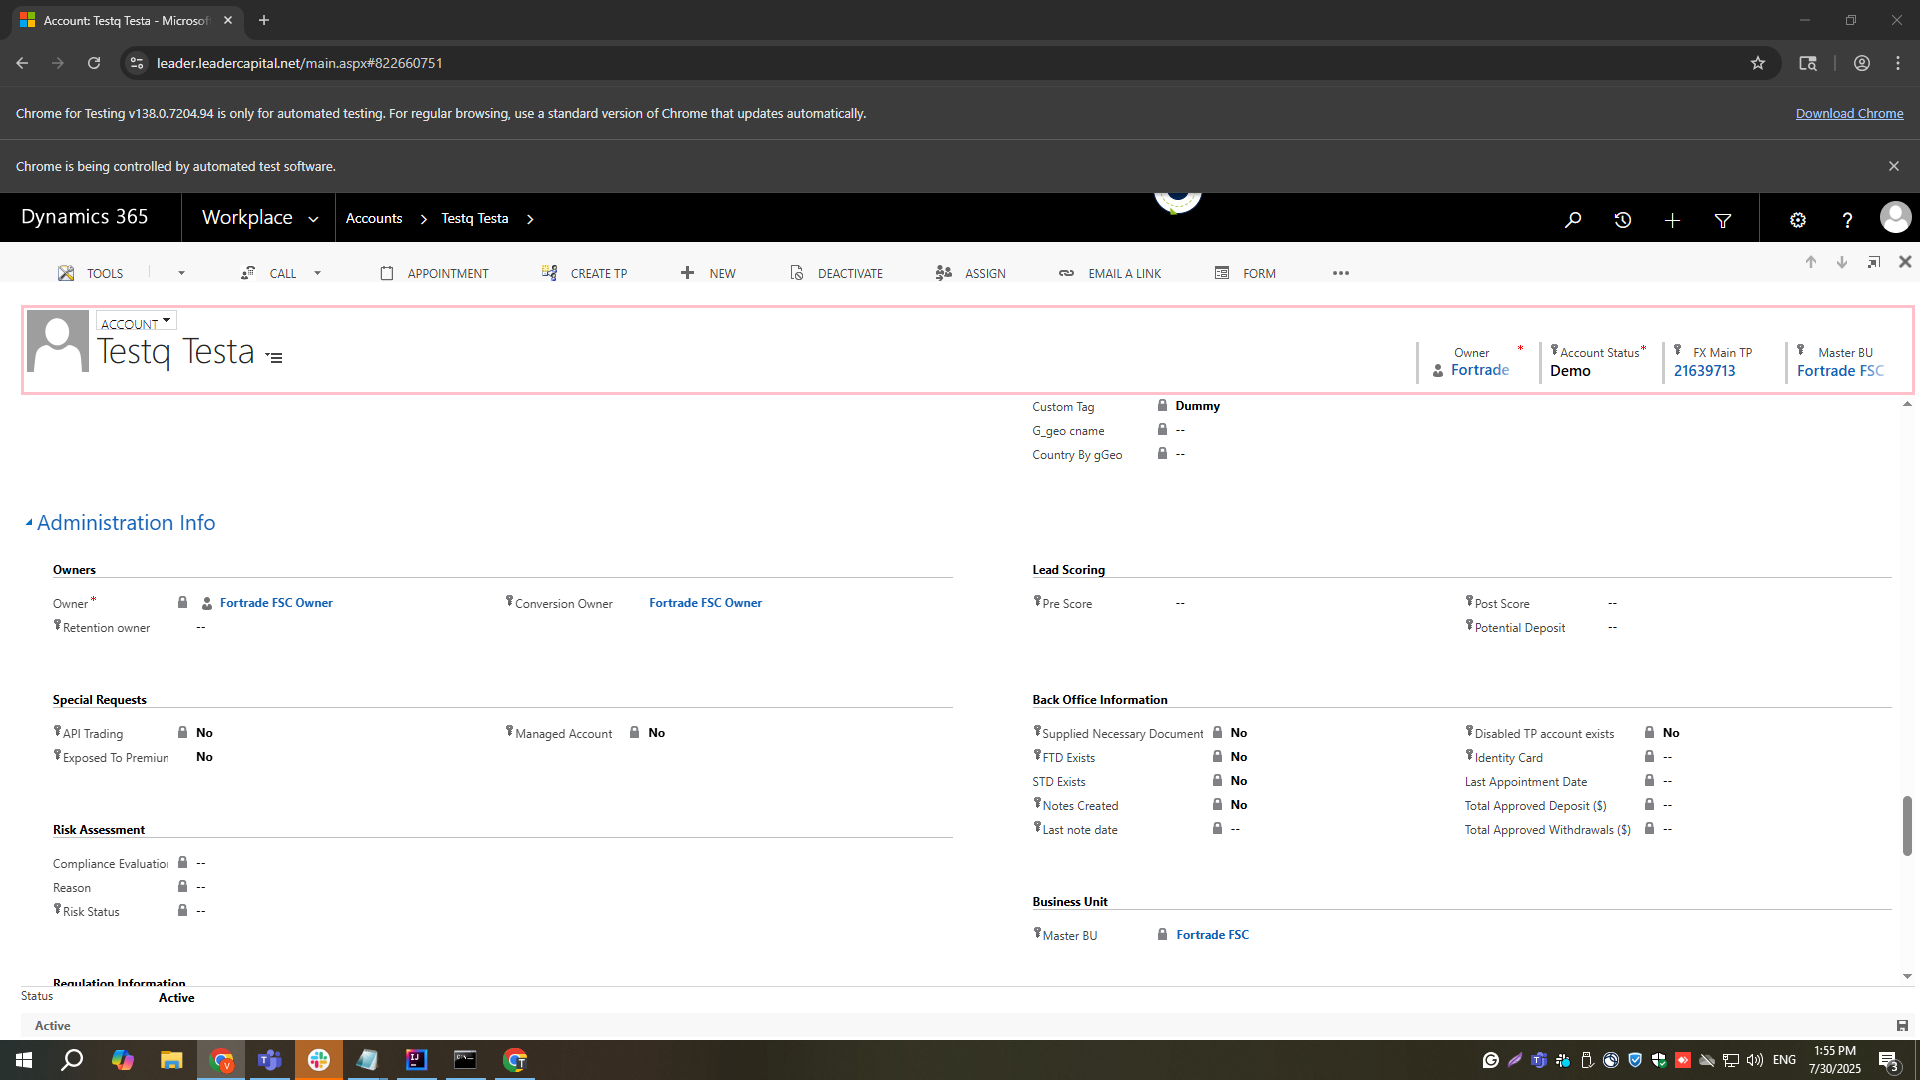 Account: Testq Testa - Microsof
leader.leadercapital.net/main.aspx#822660751
Chrome for Testing v138.0.7204.94 is only for automated testing. For regular browsing, use a standard version of Chrome that updates automatically.
Download Chrome
Chrome is being controlled by automated test software.
Dynamics 365
Workplace
Accounts
Testq Testa
TOOLS
CALL
APPOINTMENT
CREATE TP
NEW
DEACTIVATE
ASSIGN
EMAIL A LINK
FORM
ACCOUNT
Testq Testa
Owner *
Fortrade
Account Status *
Demo
FX Main TP
21639713
Master BU
Fortrade FSC
Custom Tag Dummy
G_geo cname --
Country By gGeo --
Administration Info
Owners
Owner * Fortrade FSC Owner
Conversion Owner Fortrade FSC Owner
Retention owner --
Lead Scoring
Pre Score --
Post Score --
Potential Deposit --
Special Requests
API Trading No
Managed Account No
Exposed To Premiun No
Back Office Information
Supplied Necessary Document No
Disabled TP account exists No
FTD Exists No
Identity Card --
STD Exists No
Last Appointment Date --
Notes Created No
Total Approved Deposit ($) --
Last note date --
Total Approved Withdrawals ($) --
Risk Assessment
Compliance Evaluation --
Reason --
Risk Status --
Business Unit
Master BU Fortrade FSC
Regulation Information
Status Active
Active
ENG
1:55 PM
7/30/2025
3